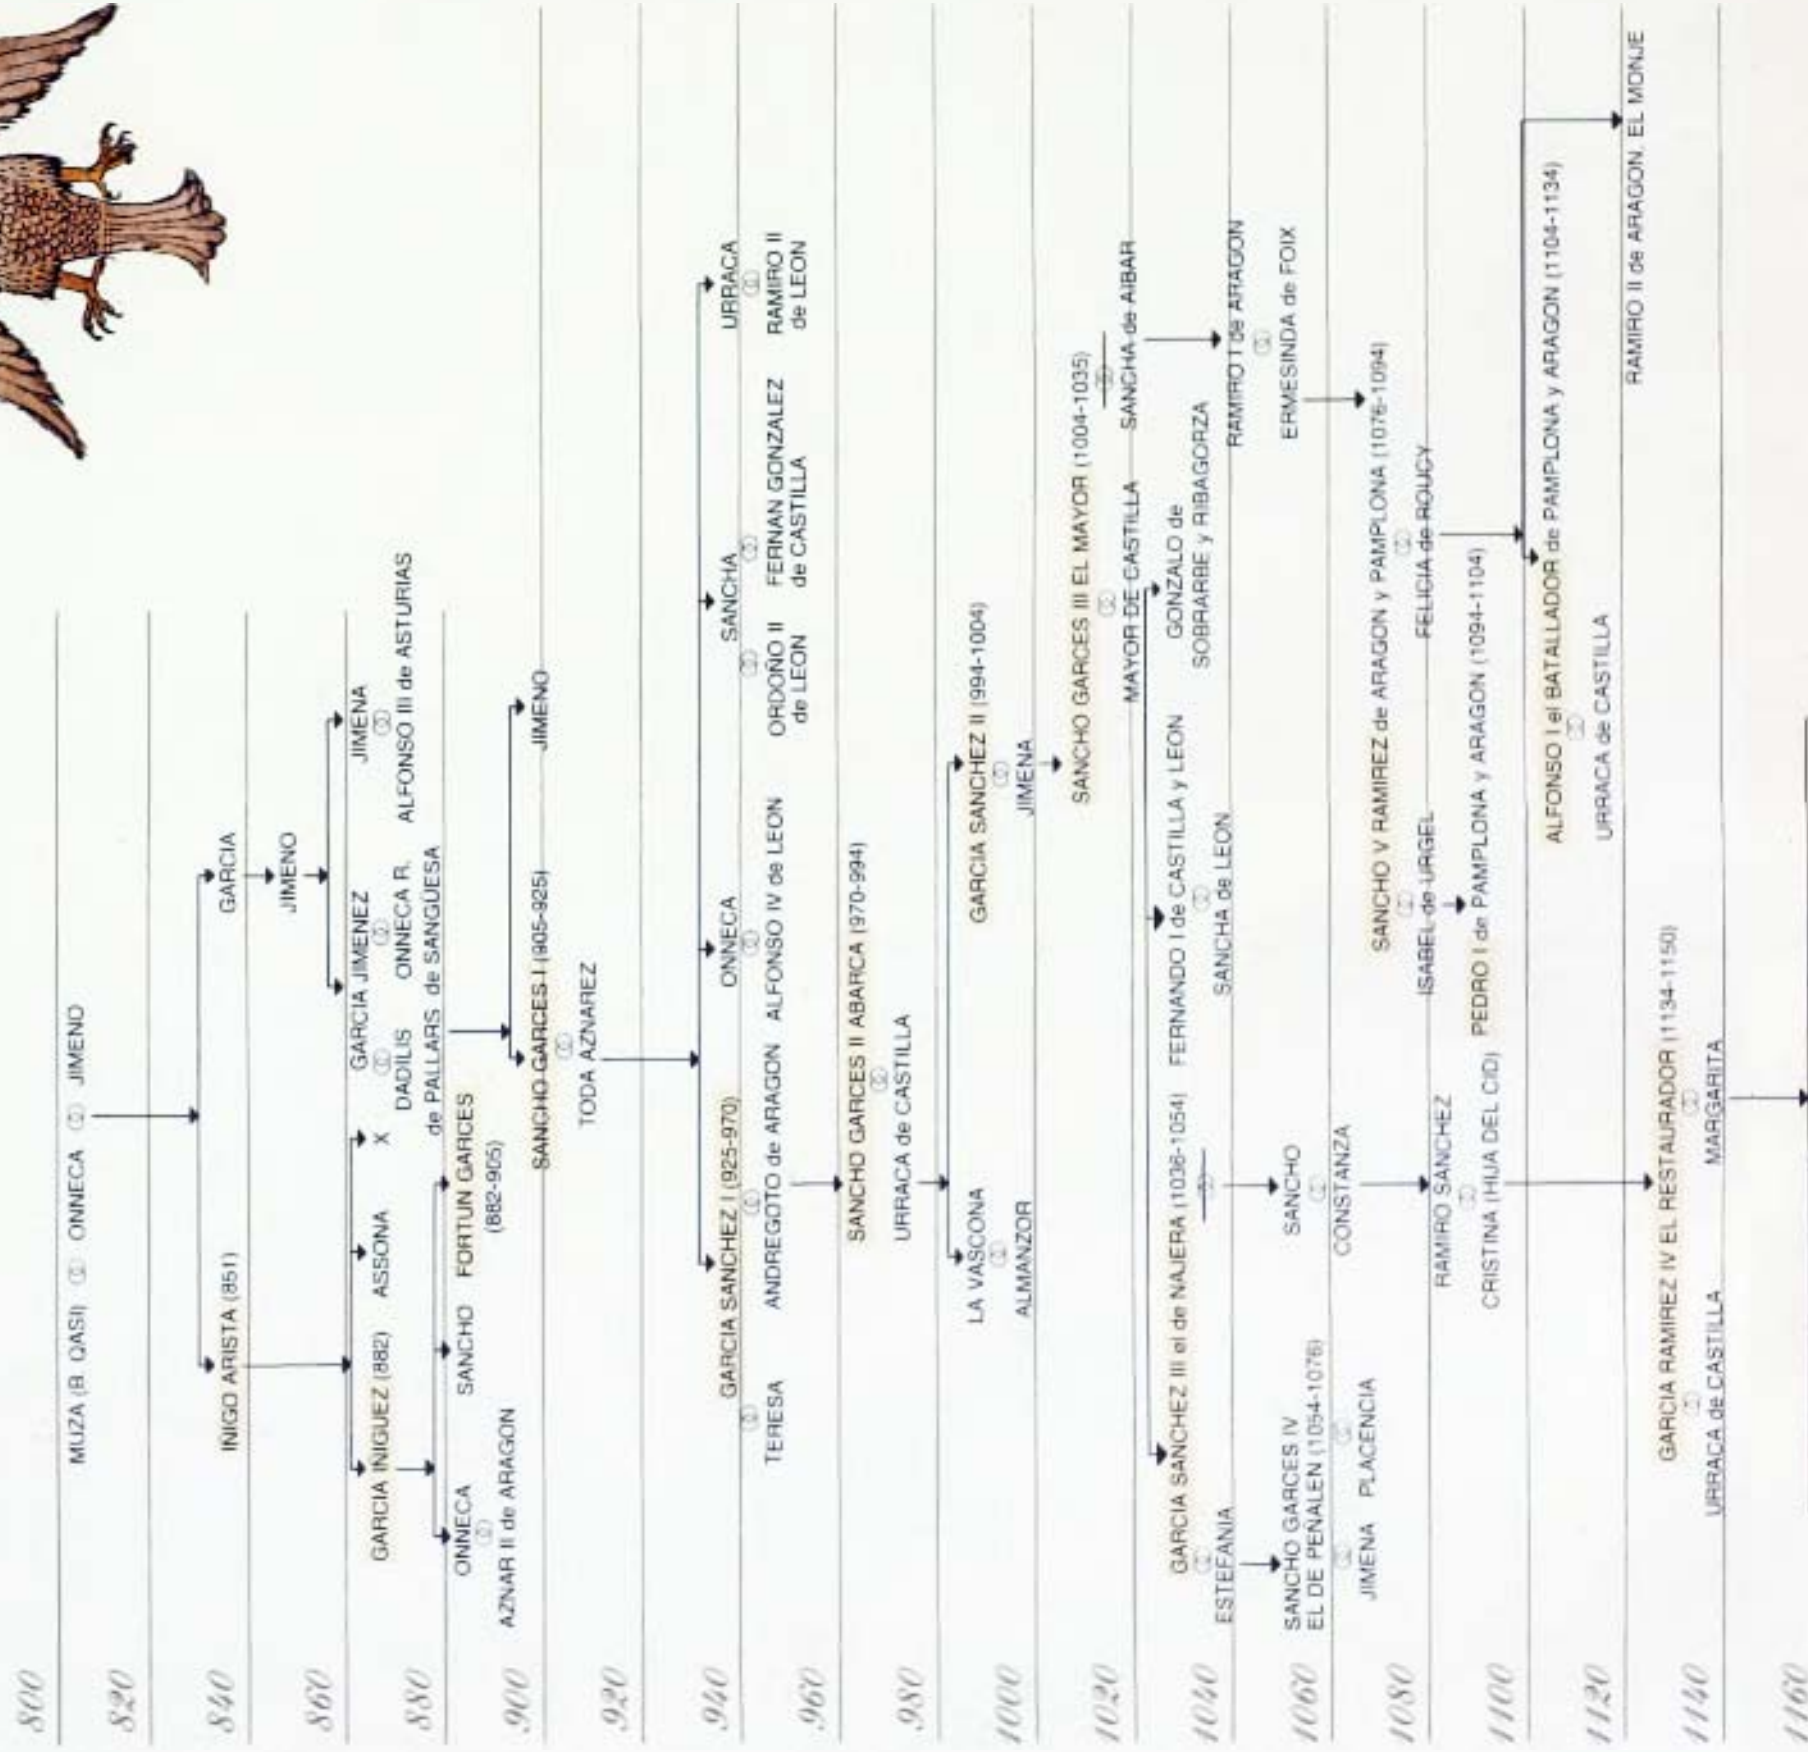 800
MUZA (B. QASI) ONNECA JIMENO
820
840
INIGO ARISTA (851) GARCIA
JIMENO
860
GARCIA JIMENEZ JIMENA
GARCIA INIGUEZ (882) ASSONA X
DADILIS ONNECA R. ALFONSO III de ASTURIAS
de PALLARS de SANGÜESA
880
ONNECA SANCHO FORTUN GARCES
(882-905)
AZNAR II de ARAGON
900
SANCHO GARCES I (905-925) JIMENO
TODA AZNAREZ
920
940
GARCIA SANCHEZ I (925-970) ONNECA SANCHA URRACA
TERESA ANDREGOTO de ARAGON ALFONSO IV de LEON ORDOÑO II FERNAN GONZALEZ RAMIRO II
de LEON de CASTILLA de LEON
960
SANCHO GARCES II ABARCA (970-994)
URRACA de CASTILLA
980
LA VASCONA GARCIA SANCHEZ II (994-1004)
ALMANZOR JIMENA
1000
SANCHO GARCES III EL MAYOR (1004-1035)
1020
MAYOR DE CASTILLA SANCHA de AIBAR
GARCIA SANCHEZ III el de NAJERA (1036-1054) FERNANDO I de CASTILLA y LEON GONZALO de
SOBRARBE y RIBAGORZA
1040
ESTEFANIA SANCHA de LEON RAMIRO I de ARAGON
SANCHO GARCES IV SANCHO ERMESINDA de FOIX
EL DE PEÑALEN (1054-1076)
1060
CONSTANZA
JIMENA PLACENCIA
SANCHO V RAMIREZ de ARAGON y PAMPLONA (1076-1094)
1080
ISABEL de URGEL FELICIA de ROUCY
RAMIRO SANCHEZ
PEDRO I de PAMPLONA y ARAGON (1094-1104)
CRISTINA (HIJA DEL CID)
1100
ALFONSO I el BATALLADOR de PAMPLONA y ARAGON (1104-1134)
URRACA de CASTILLA
1120
RAMIRO II de ARAGON, EL MONJE
GARCIA RAMIREZ IV EL RESTAURADOR (1134-1150)
1140
URRACA de CASTILLA MARGARITA
1160